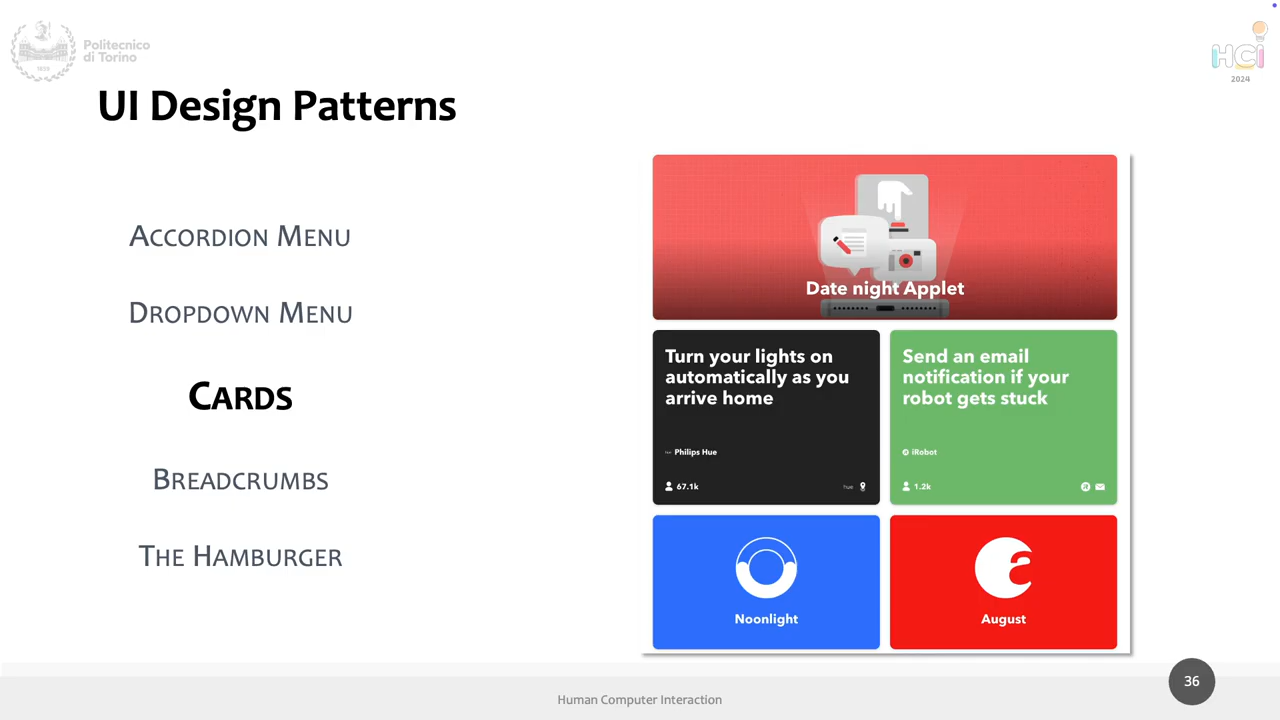 Politecnico
di Torino
1859
HCI
2024
UI Design Patterns
ACCORDION MENU
DROPDOWN MENU
CARDS
BREADCRUMBS
THE HAMBURGER
Date night Applet
Turn your lights on
automatically as you
arrive home
Philips Hue
67.1k
hue
Send an email
notification if your
robot gets stuck
iRobot
1.2k
Noonlight
a
August
Human Computer Interaction
36